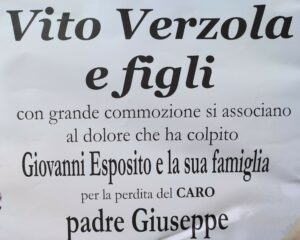 Vito Verzola
e figli
con grande commozione si associano
al dolore che ha colpito
Giovanni Esposito e la sua famiglia
per la perdita del CARO
padre Giuseppe